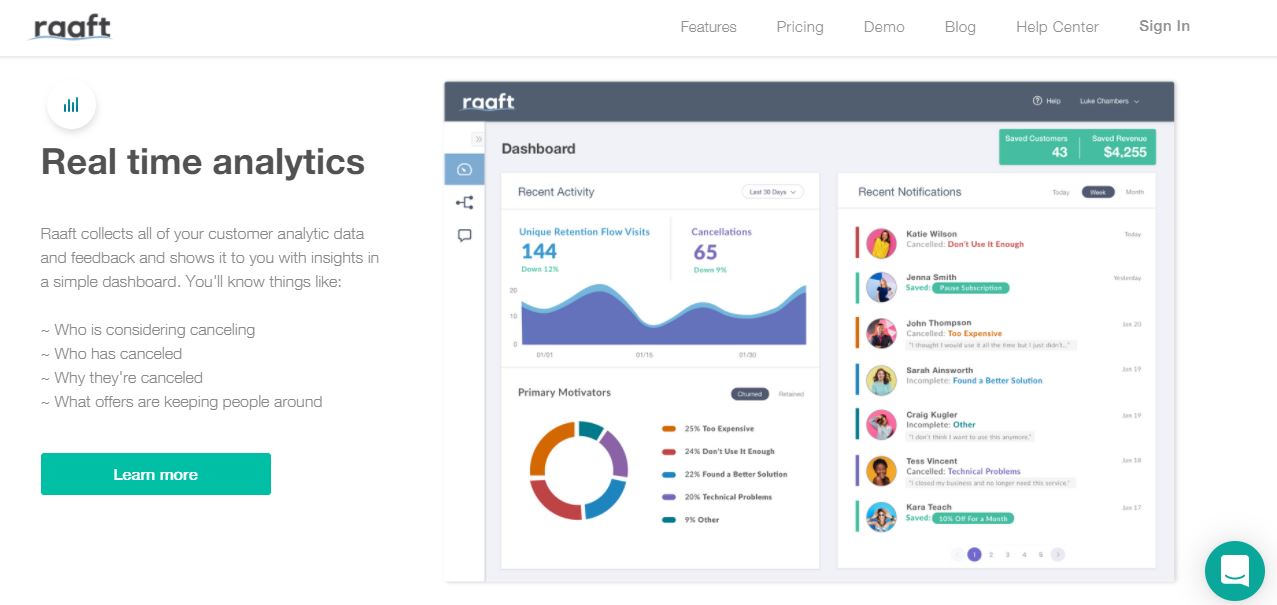 raaft
Features Pricing Demo Blog Help Center Sign In
Real time analytics
Raaft collects all of your customer analytic data
and feedback and shows it to you with insights in
a simple dashboard. You'll know things like:
~ Who is considering canceling
~ Who has canceled
~ Why they're canceled
~ What offers are keeping people around
Learn more
raaft
Help Luke Chambers
Dashboard
Saved Customers Saved Revenue
43 $4,255
Recent Activity Last 30 Days
Unique Retention Flow Visits Cancellations
144 65
Down 12% Down 9%
20
10
0
01/01 01/15 01/30
Primary Motivators Churned Retained
25% Too Expensive
24% Don't Use It Enough
22% Found a Better Solution
20% Technical Problems
9% Other
Recent Notifications Today Week Month
Katie Wilson Today
Cancelled: Don't Use It Enough
Jenna Smith Yesterday
Saved: Pause Subscription
John Thompson Jan 20
Cancelled: Too Expensive
"I thought I would use it all the time but I just didn't..."
Sarah Ainsworth Jan 19
Incomplete: Found a Better Solution
Craig Kugler Jan 19
Incomplete: Other
"I don't think I want to use this anymore."
Tess Vincent Jan 18
Cancelled: Technical Problems
"I closed my business and no longer need this service."
Kara Teach Jan 17
Saved: 10% Off For a Month
1 2 3 4 5